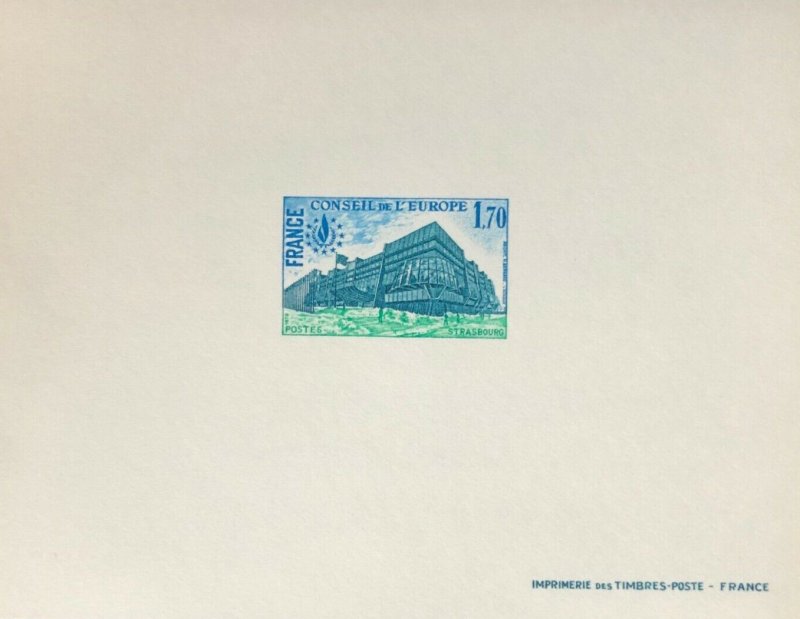 CONSEIL DE L'EUROPE 1,70
FRANCE
POSTES
STRASBOURG
IMPRIMERIE DES TIMBRES-POSTE - FRANCE